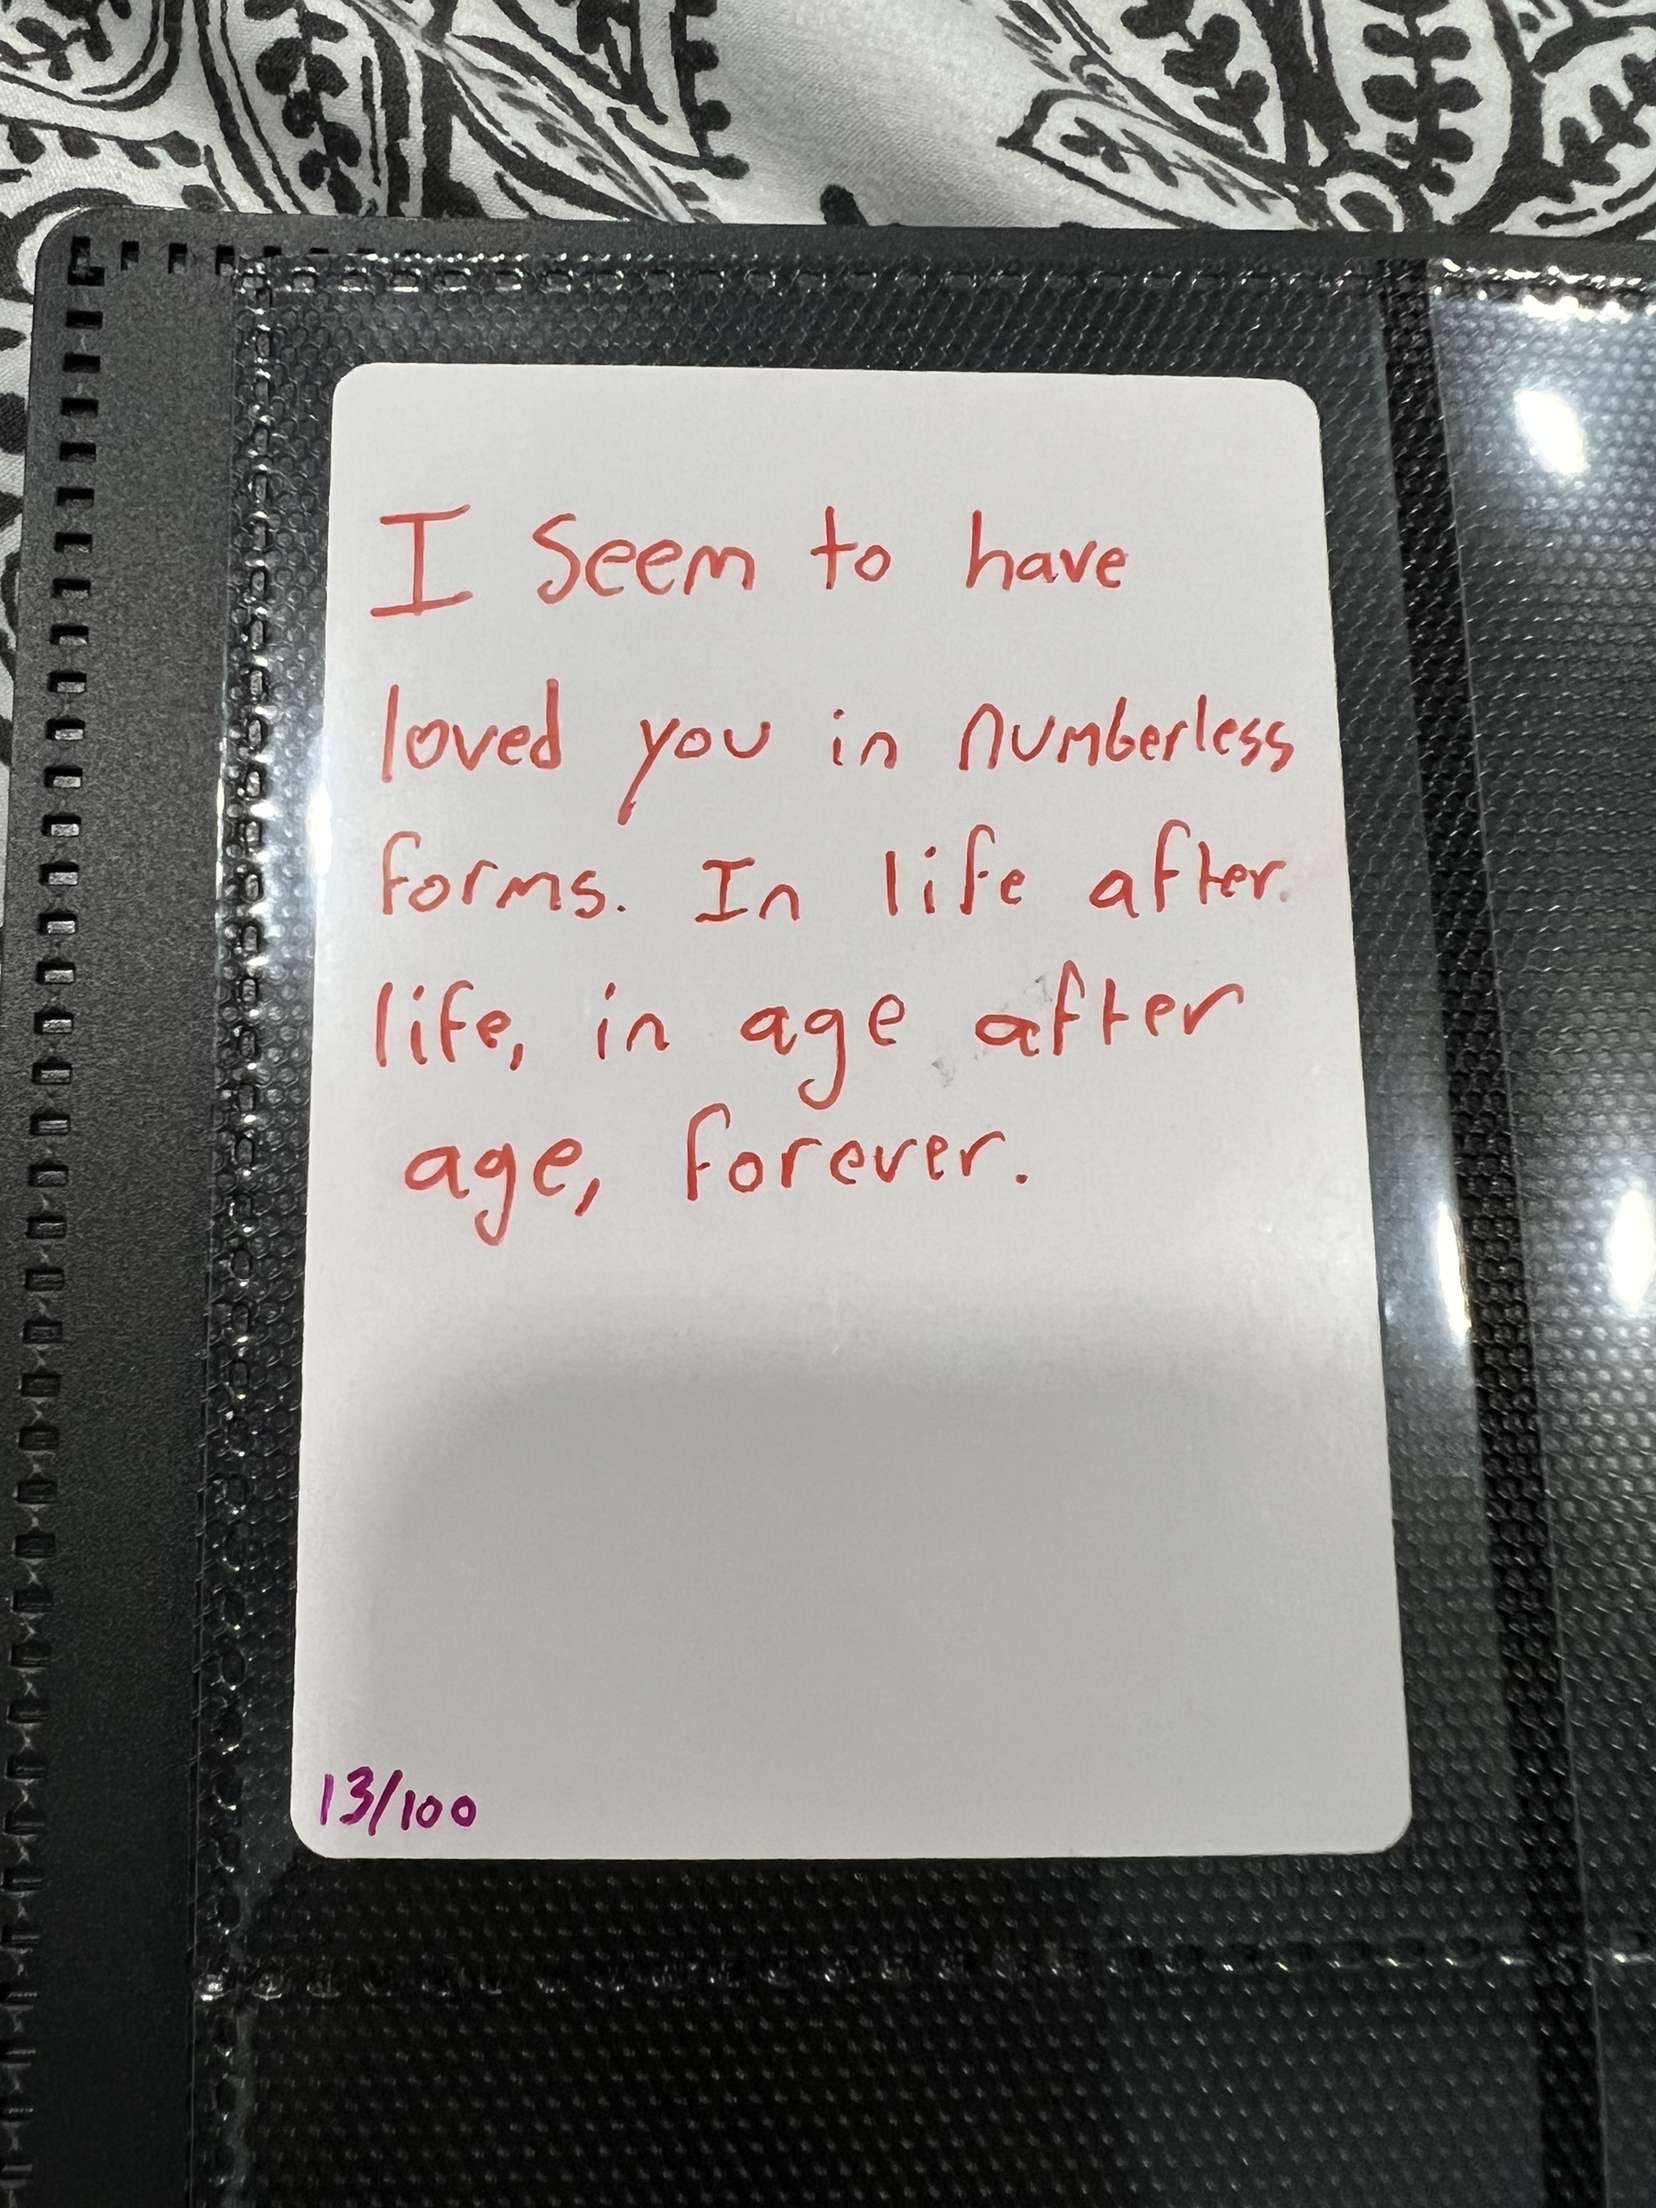 I Seem to have
loved you in numberless
forms. In life after
life, in age after
age, forever.
13/100